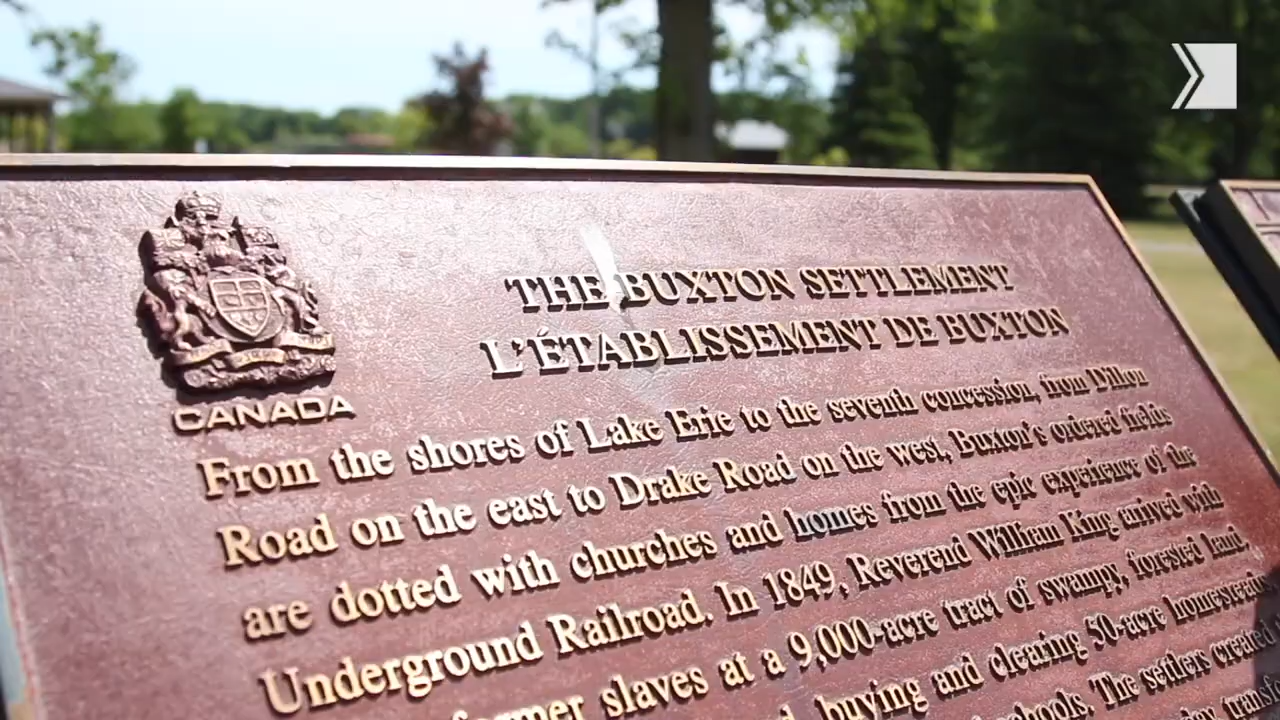 THE BUXTON SETTLEMENT
L'ÉTABLISSEMENT DE BUXTON
CANADA
From the shores of Lake Erie to the seventh concession, from Dillon
Road on the east to Drake Road on the west, Buxton's ordered fields
are dotted with churches and homes from the epic experience of the
Underground Railroad. In 1849, Reverend William King arrived with
slaves at a 9,000-acre tract of swampy, forested land,
buying and clearing 50-acre homesteads,
The settlers created